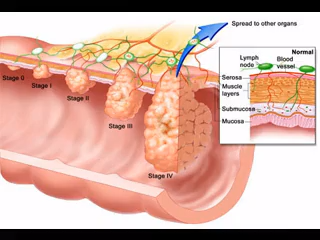 Spread to other organs
Normal
Lymph
node
Blood
vessel
Serosa
Muscle
layers
Submucosa
Mucosa
Stage 0
Stage I
Stage II
Stage III
Stage IV